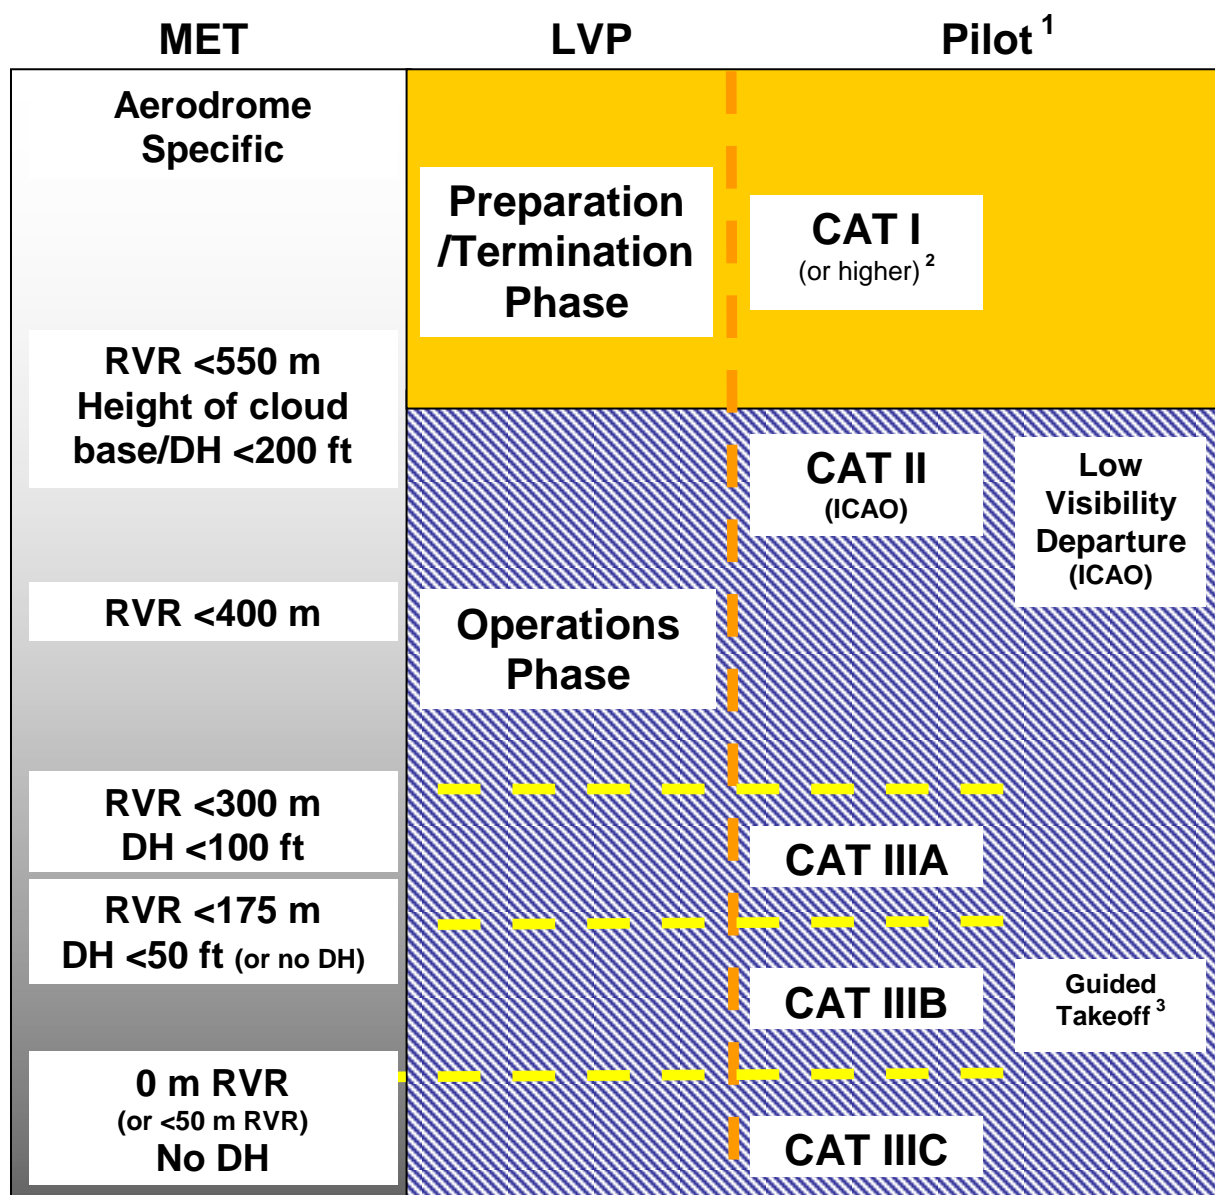 MET LVP Pilot 1
Aerodrome
Specific
Preparation
/Termination
Phase
CAT I
(or higher) 2
RVR <550 m
Height of cloud
base/DH <200 ft
CAT II
(ICAO)
Low
Visibility
Departure
(ICAO)
RVR <400 m
Operations
Phase
RVR <300 m
DH <100 ft
CAT IIIA
RVR <175 m
DH <50 ft (or no DH)
CAT IIIB
Guided
Takeoff 3
0 m RVR
(or <50 m RVR)
No DH
CAT IIIC